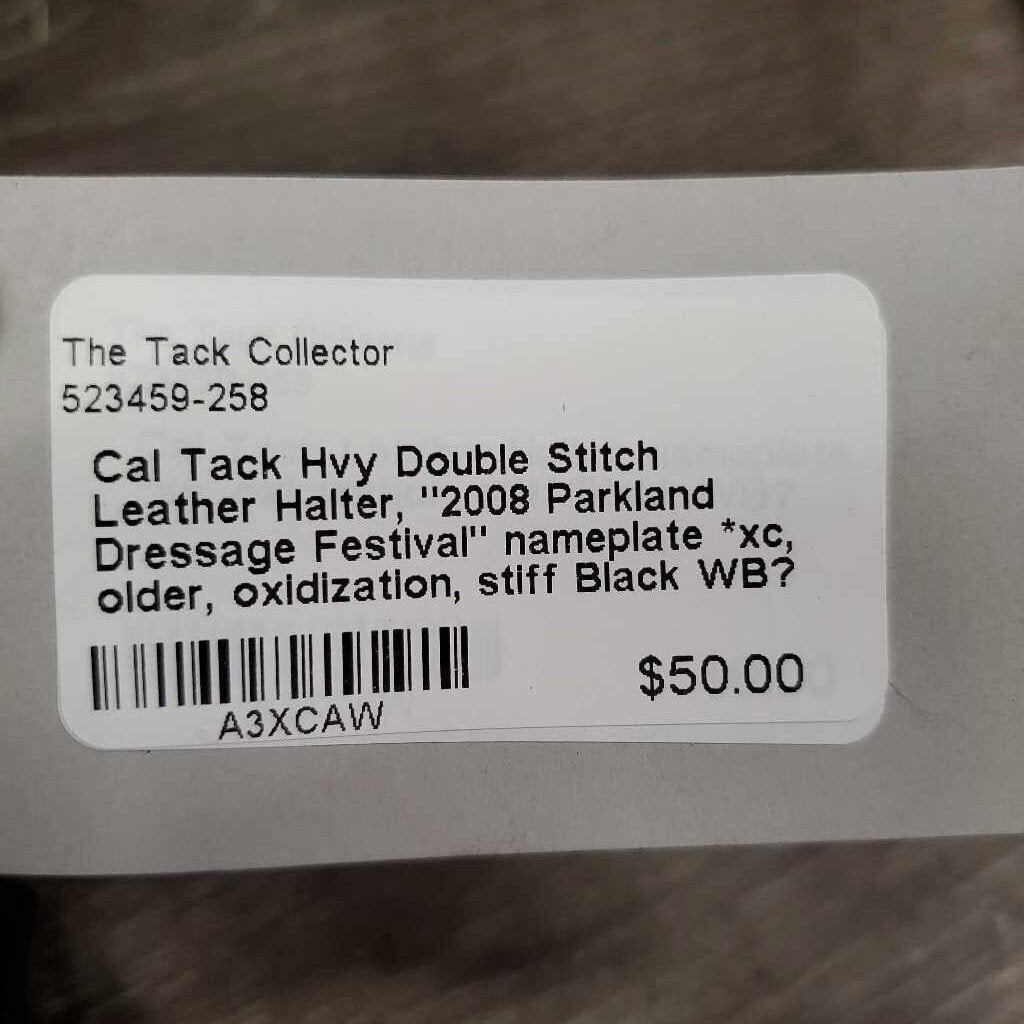 The Tack Collector
523459-258
Cal Tack Hvy Double Stitch
Leather Halter, "2008 Parkland
Dressage Festival" nameplate *xc,
older, oxidization, stiff Black WB?
$50.00
A3XCAW